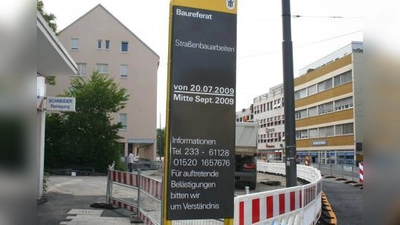 Baureferat
Straßenbauarbeiten
von 20.07.2009
Mitte Sept. 2009
Informationen
Tel. 233 - 61128
01520 1657676
Für auftretende
Belästigungen
bitten wir
um Verständnis
SCHNEIDER
Reinigung